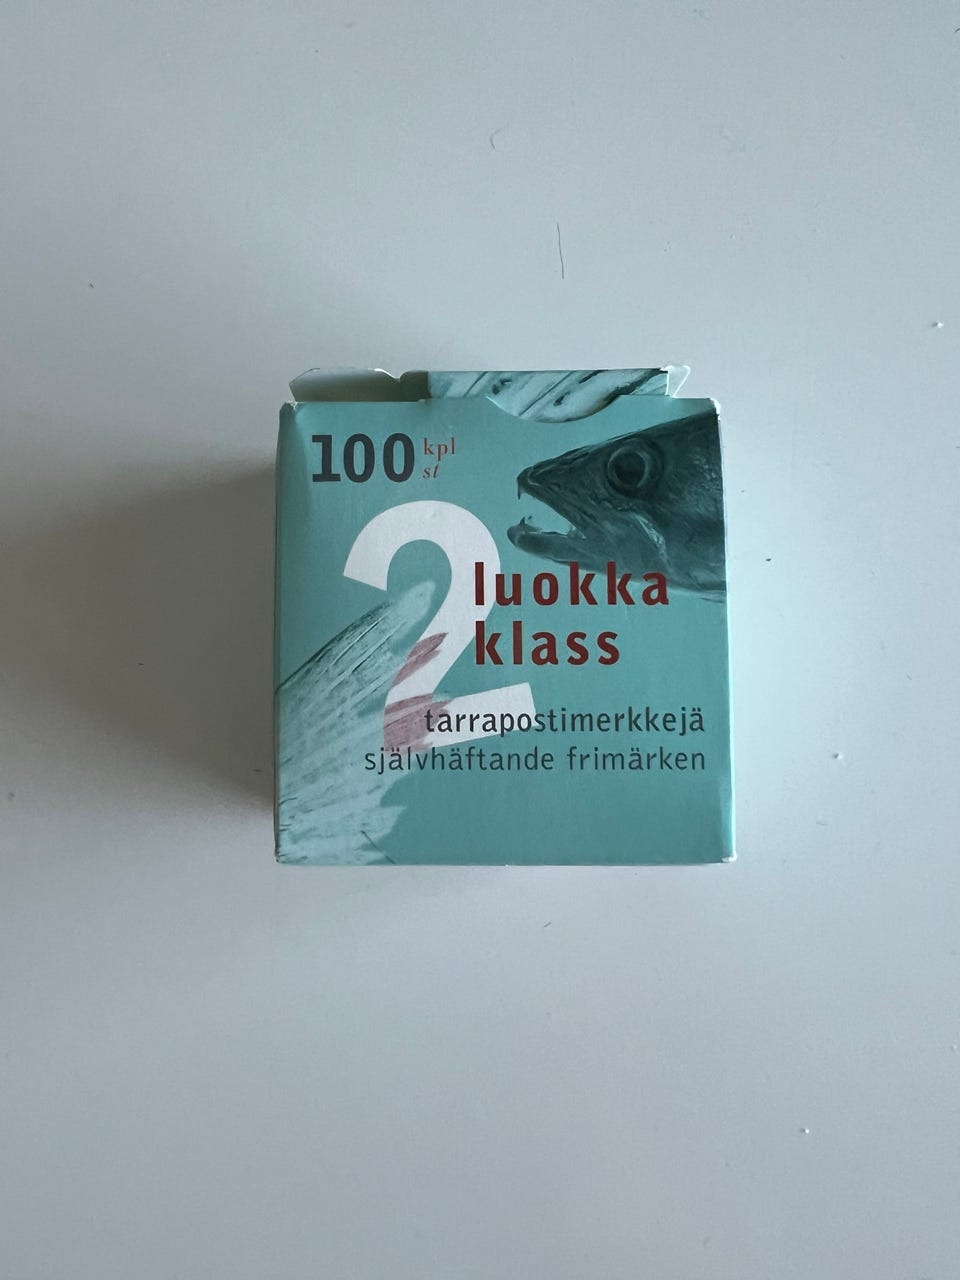 100 kpl
st
2
luokka
klass
tarrapostimerkkejä
självhäftande frimärken